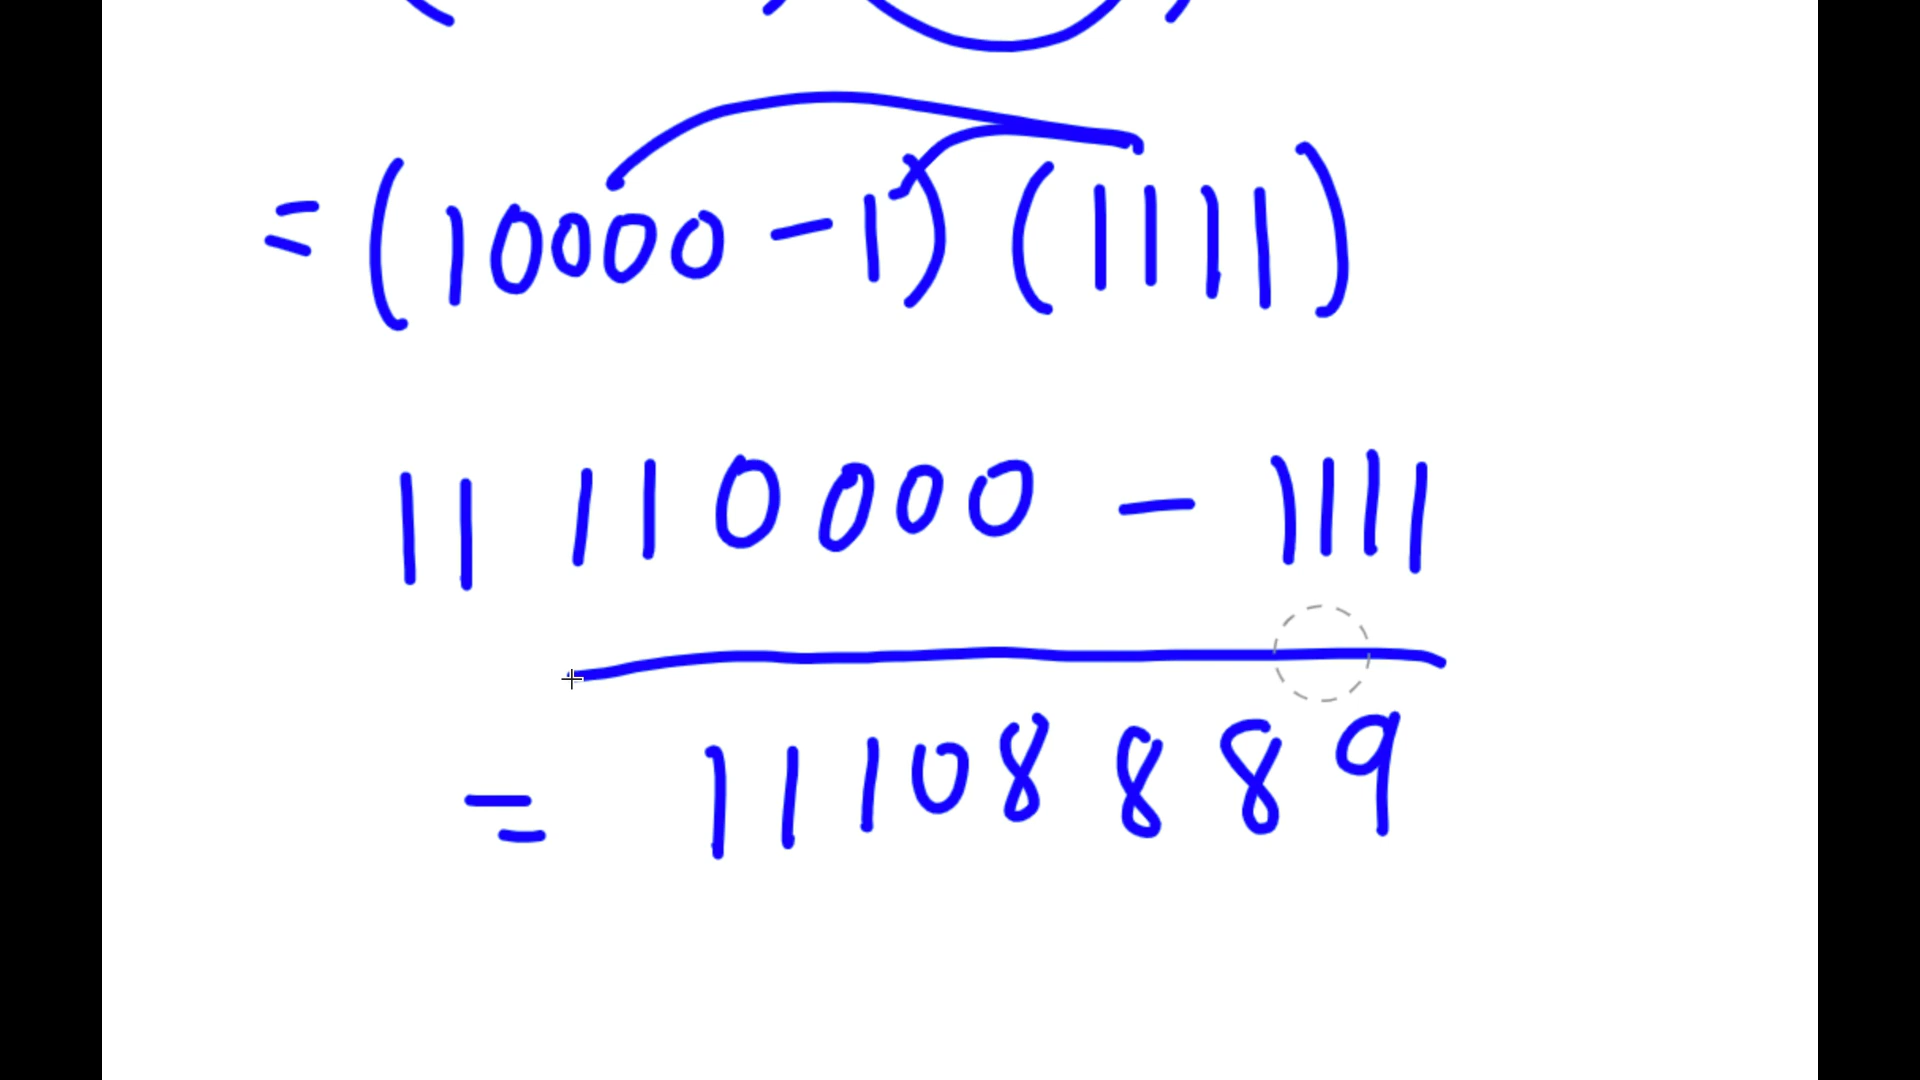 = (10000 - 1) (1111)
11 110000 - 1111
= 11108889